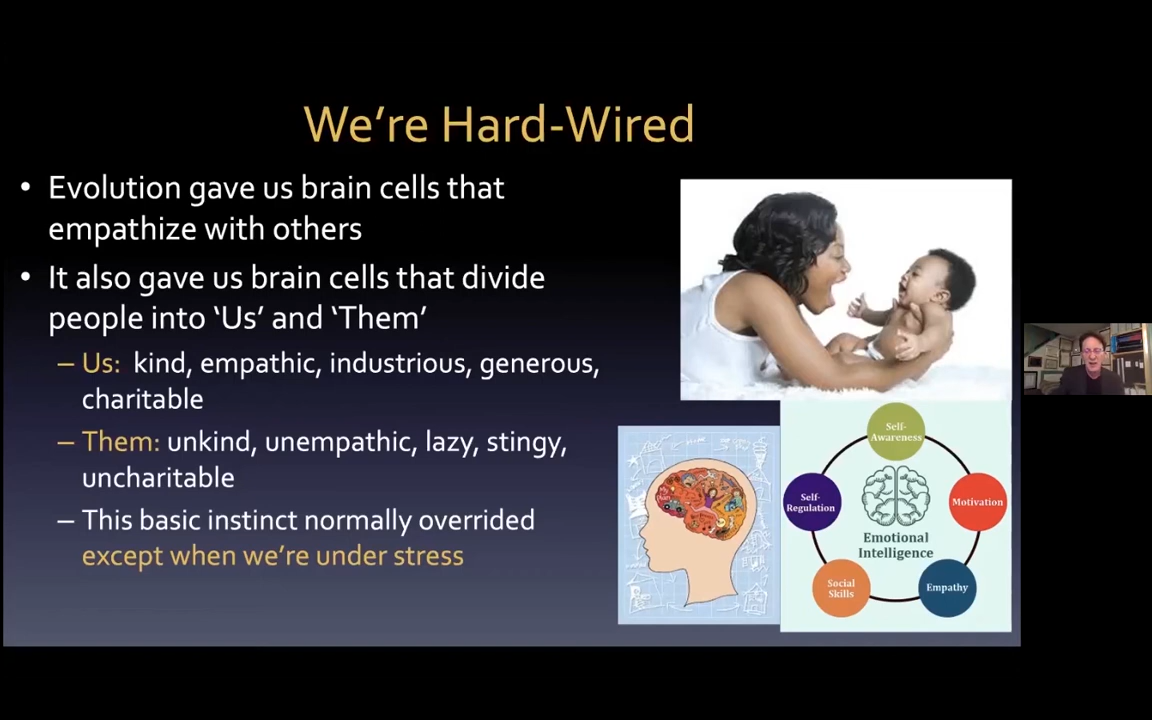 We're Hard-Wired
• Evolution gave us brain cells that
empathize with others
• It also gave us brain cells that divide
people into 'Us' and 'Them'
– Us: kind, empathic, industrious, generous,
charitable
– Them: unkind, unempathic, lazy, stingy,
uncharitable
– This basic instinct normally overrided
except when we're under stress
Self-
Awareness
Self-
Regulation
Motivation
Emotional
Intelligence
Social
Skills
Empathy